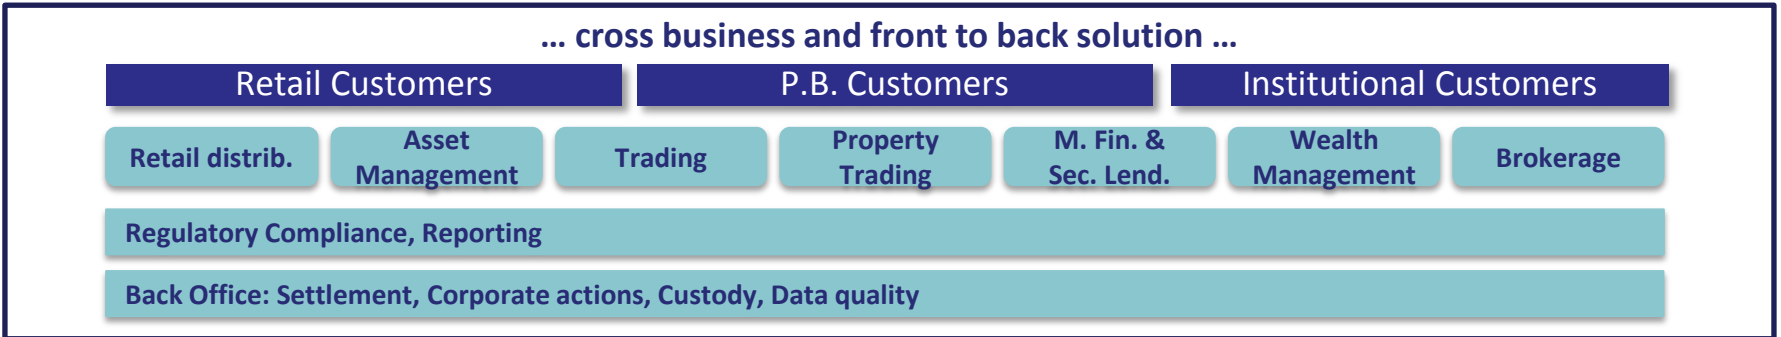 … cross business and front to back solution …
Retail Customers
P.B. Customers
Institutional Customers
Retail distrib.
Asset
Management
Trading
Property
Trading
M. Fin. &
Sec. Lend.
Wealth
Management
Brokerage
Regulatory Compliance, Reporting
Back Office: Settlement, Corporate actions, Custody, Data quality